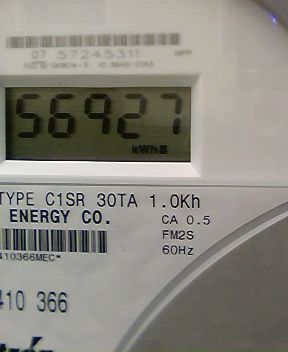 07 57245311
56927
kWh
TYPE C1SR 30TA 1.0Kh
ENERGY CO.
CA 0.5
FM2S
60Hz
410366MEC*
410 366